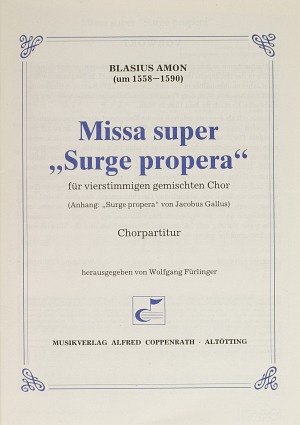 BLASIUS AMON
(um 1558–1590)
Missa super
„Surge propera“
für vierstimmigen gemischten Chor
(Anhang: „Surge propera“ von Jacobus Gallus)
Chorpartitur
herausgegeben von Wolfgang Fürlinger
MUSIKVERLAG ALFRED COPPENRATH · ALTÖTTING